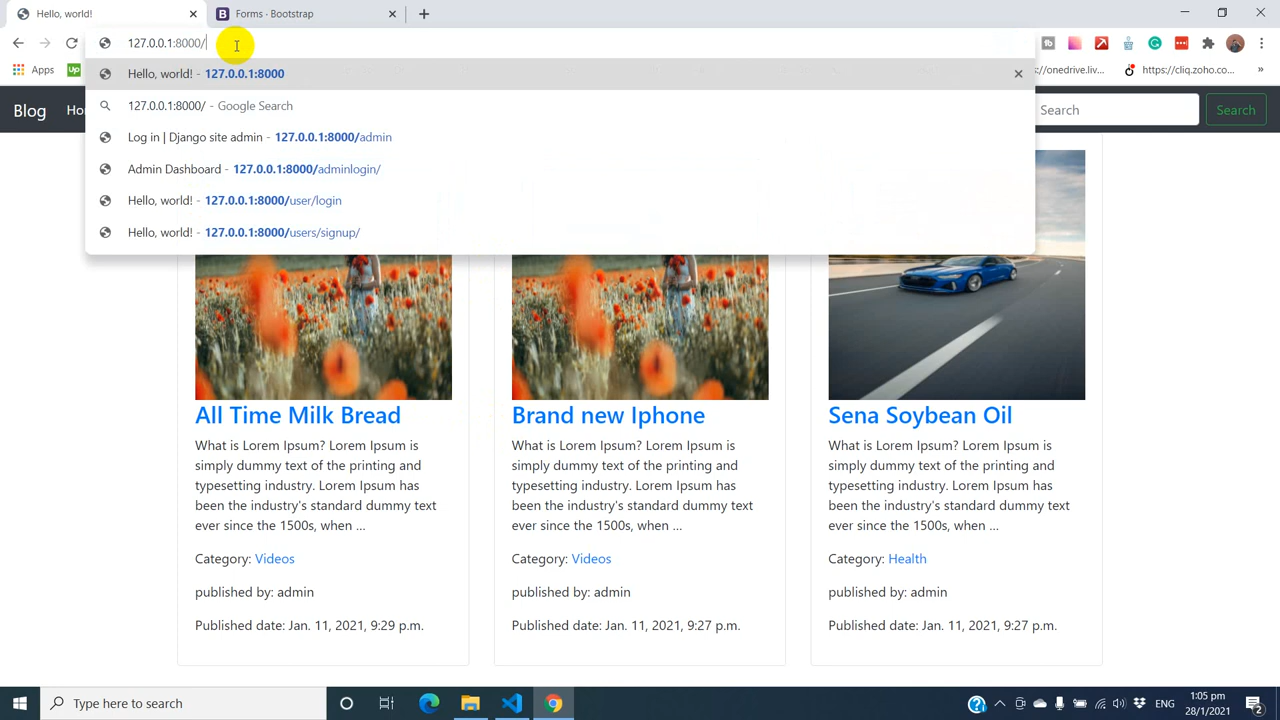 Hello, world!
Forms · Bootstrap
127.0.0.1:8000/
Apps
Up
://onedrive.liv...
https://cliq.zoho.com/...
Hello, world! - 127.0.0.1:8000
127.0.0.1:8000/ - Google Search
Log in | Django site admin - 127.0.0.1:8000/admin
Admin Dashboard - 127.0.0.1:8000/adminlogin/
Hello, world! - 127.0.0.1:8000/user/login
Hello, world! - 127.0.0.1:8000/users/signup/
Blog
Search
Search
All Time Milk Bread
What is Lorem Ipsum? Lorem Ipsum is
simply dummy text of the printing and
typesetting industry. Lorem Ipsum has
been the industry's standard dummy text
ever since the 1500s, when ...
Category: Videos
published by: admin
Published date: Jan. 11, 2021, 9:29 p.m.
Brand new Iphone
What is Lorem Ipsum? Lorem Ipsum is
simply dummy text of the printing and
typesetting industry. Lorem Ipsum has
been the industry's standard dummy text
ever since the 1500s, when ...
Category: Videos
published by: admin
Published date: Jan. 11, 2021, 9:27 p.m.
Sena Soybean Oil
What is Lorem Ipsum? Lorem Ipsum is
simply dummy text of the printing and
typesetting industry. Lorem Ipsum has
been the industry's standard dummy text
ever since the 1500s, when ...
Category: Health
published by: admin
Published date: Jan. 11, 2021, 9:27 p.m.
Type here to search
ENG
1:05 pm
28/1/2021
2